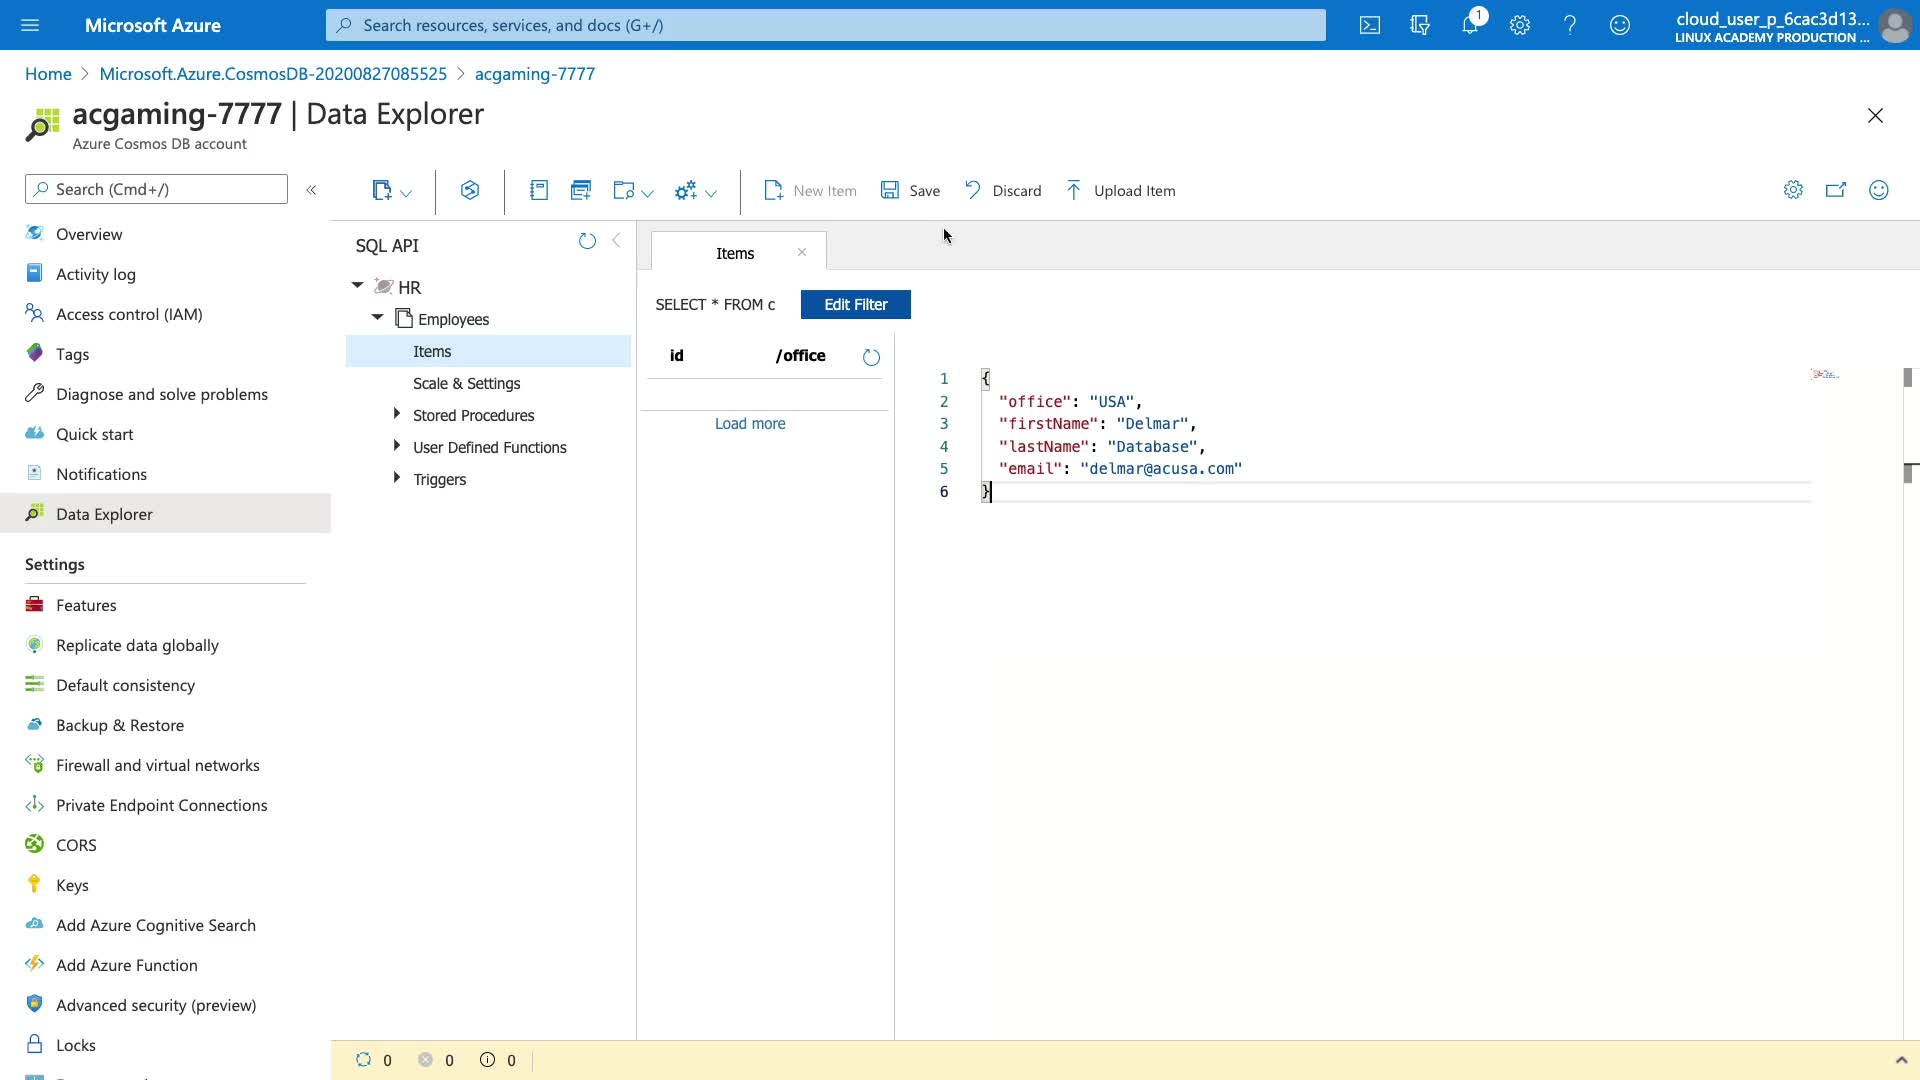 Microsoft Azure
Search resources, services, and docs (G+/)
1
cloud_user_p_6cac3d13...
LINUX ACADEMY PRODUCTION ...
Home > Microsoft.Azure.CosmosDB-20200827085525 > acgaming-7777
acgaming-7777 | Data Explorer
Azure Cosmos DB account
Search (Cmd+/)
«
New Item
Save
Discard
Upload Item
Overview
Activity log
Access control (IAM)
Tags
Diagnose and solve problems
Quick start
Notifications
Data Explorer
Settings
Features
Replicate data globally
Default consistency
Backup & Restore
Firewall and virtual networks
Private Endpoint Connections
CORS
Keys
Add Azure Cognitive Search
Add Azure Function
Advanced security (preview)
Locks
SQL API
HR
Employees
Items
Scale & Settings
Stored Procedures
User Defined Functions
Triggers
Items
SELECT * FROM c
Edit Filter
id /office
Load more
1 {
2 "office": "USA",
3 "firstName": "Delmar",
4 "lastName": "Database",
5 "email": "delmar@acusa.com"
6 }
0 0 0